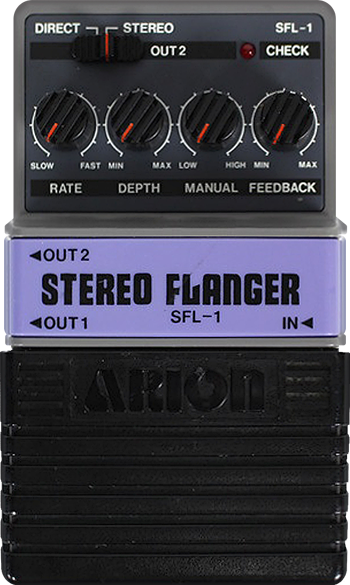 DIRECT STEREO SFL-1
OUT 2 CHECK
SLOW FAST MIN MAX LOW HIGH MIN MAX
RATE DEPTH MANUAL FEEDBACK
◄OUT2
STEREO FLANGER
SFL-1
◄OUT1 IN◄
ARION